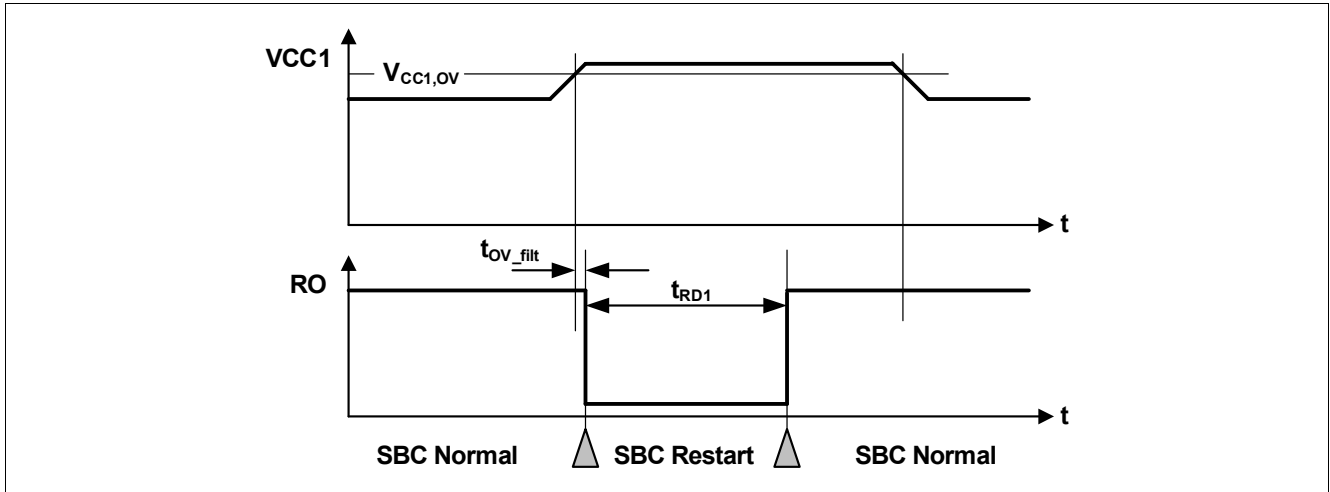 VCC1
VCC1,OV
t
tOV_filt
RO
tRD1
t
SBC Normal SBC Restart SBC Normal